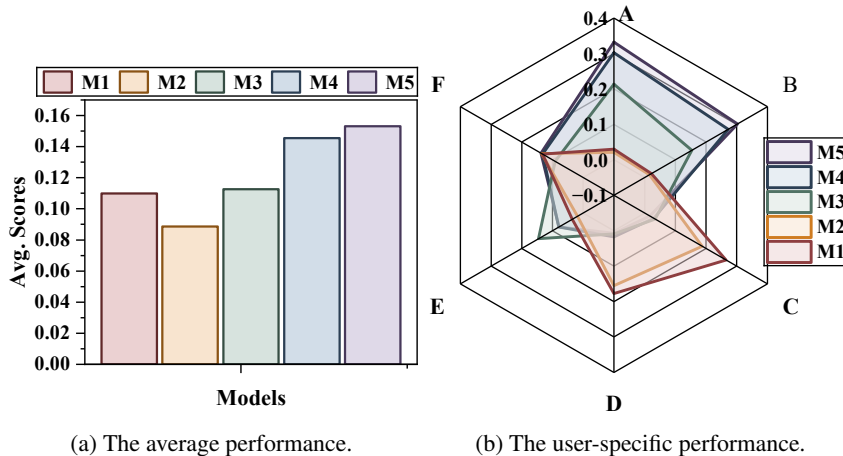 M1 M2 M3 M4 M5
0.16
0.14
0.12
0.10
0.08
0.06
0.04
0.02
0.00
Avg. Scores
Models
(a) The average performance.
A
B
C
D
E
F
0.4
0.3
0.2
0.1
0.0
−0.1
M5
M4
M3
M2
M1
(b) The user-specific performance.